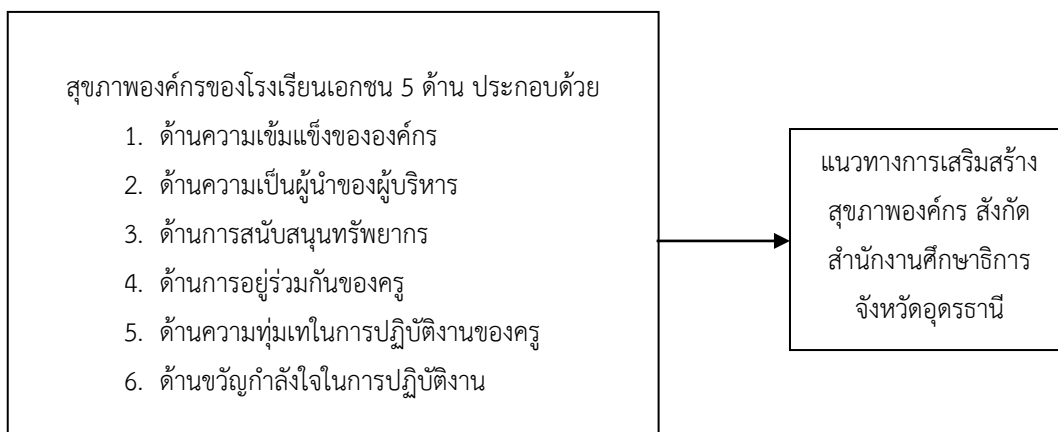 สุขภาพองค์กรของโรงเรียนเอกชน 5 ด้าน ประกอบด้วย
1. ด้านความเข้มแข็งขององค์กร
2. ด้านความเป็นผู้นำของผู้บริหาร
3. ด้านการสนับสนุนทรัพยากร
4. ด้านการอยู่ร่วมกันของครู
5. ด้านความทุ่มเทในการปฏิบัติงานของครู
6. ด้านขวัญกำลังใจในการปฏิบัติงาน
แนวทางการเสริมสร้าง
สุขภาพองค์กร สังกัด
สำนักงานศึกษาธิการ
จังหวัดอุดรธานี